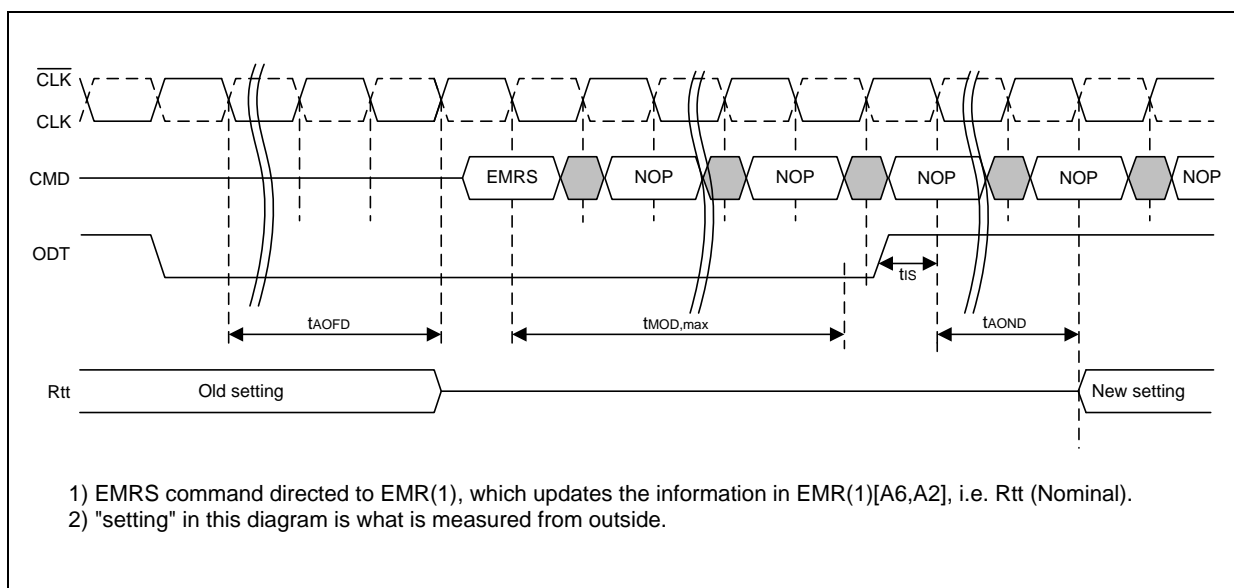 CLK
CLK
CMD
EMRS
NOP
NOP
NOP
NOP
NOP
ODT
tIS
tAOFD
tMOD,max
tAOND
Rtt
Old setting
New setting
1) EMRS command directed to EMR(1), which updates the information in EMR(1)[A6,A2], i.e. Rtt (Nominal).
2) "setting" in this diagram is what is measured from outside.